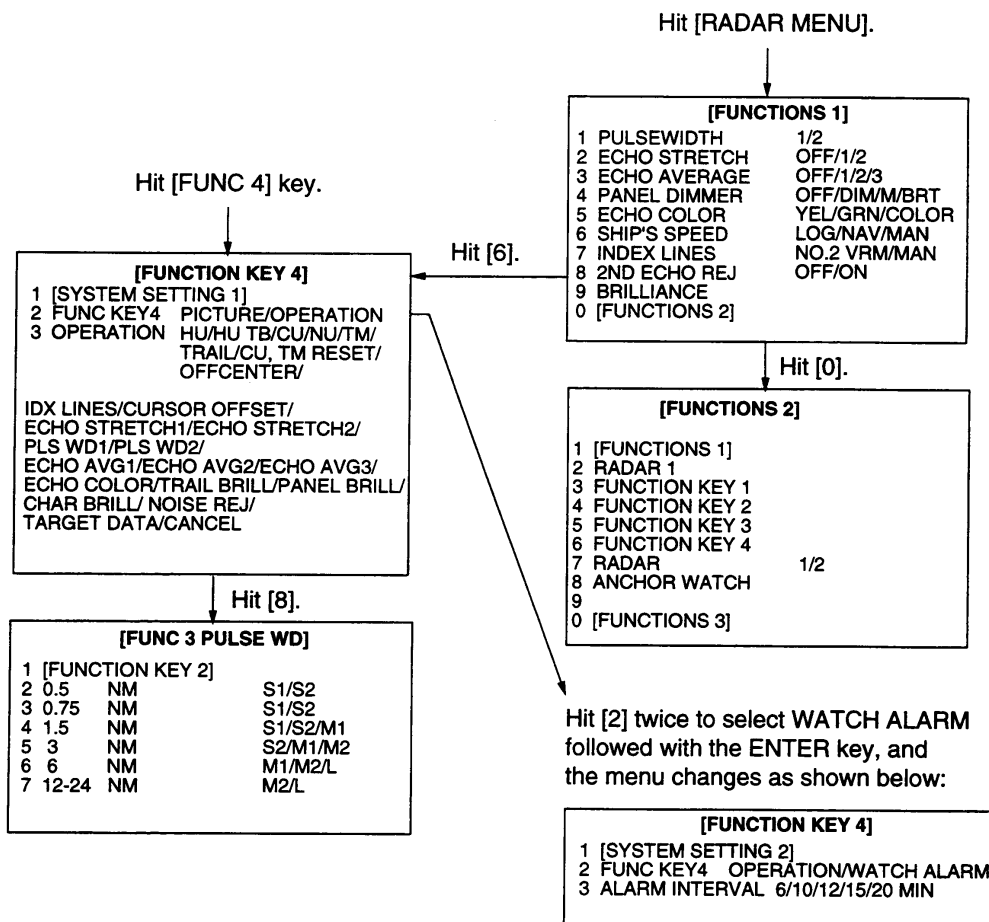 Hit [RADAR MENU].
[FUNCTIONS 1]
1 PULSEWIDTH 1/2
2 ECHO STRETCH OFF/1/2
3 ECHO AVERAGE OFF/1/2/3
4 PANEL DIMMER OFF/DIM/M/BRT
5 ECHO COLOR YEL/GRN/COLOR
6 SHIP'S SPEED LOG/NAV/MAN
7 INDEX LINES NO.2 VRM/MAN
8 2ND ECHO REJ OFF/ON
9 BRILLIANCE
0 [FUNCTIONS 2]
Hit [FUNC 4] key.
Hit [6].
[FUNCTION KEY 4]
1 [SYSTEM SETTING 1]
2 FUNC KEY4 PICTURE/OPERATION
3 OPERATION HU/HU TB/CU/NU/TM/
TRAIL/CU, TM RESET/
OFFCENTER/
IDX LINES/CURSOR OFFSET/
ECHO STRETCH1/ECHO STRETCH2/
PLS WD1/PLS WD2/
ECHO AVG1/ECHO AVG2/ECHO AVG3/
ECHO COLOR/TRAIL BRILL/PANEL BRILL/
CHAR BRILL/ NOISE REJ/
TARGET DATA/CANCEL
Hit [0].
[FUNCTIONS 2]
1 [FUNCTIONS 1]
2 RADAR 1
3 FUNCTION KEY 1
4 FUNCTION KEY 2
5 FUNCTION KEY 3
6 FUNCTION KEY 4
7 RADAR 1/2
8 ANCHOR WATCH
9
0 [FUNCTIONS 3]
Hit [8].
[FUNC 3 PULSE WD]
1 [FUNCTION KEY 2]
2 0.5 NM S1/S2
3 0.75 NM S1/S2
4 1.5 NM S1/S2/M1
5 3 NM S2/M1/M2
6 6 NM M1/M2/L
7 12-24 NM M2/L
Hit [2] twice to select WATCH ALARM
followed with the ENTER key, and
the menu changes as shown below:
[FUNCTION KEY 4]
1 [SYSTEM SETTING 2]
2 FUNC KEY4 OPERATION/WATCH ALARM
3 ALARM INTERVAL 6/10/12/15/20 MIN